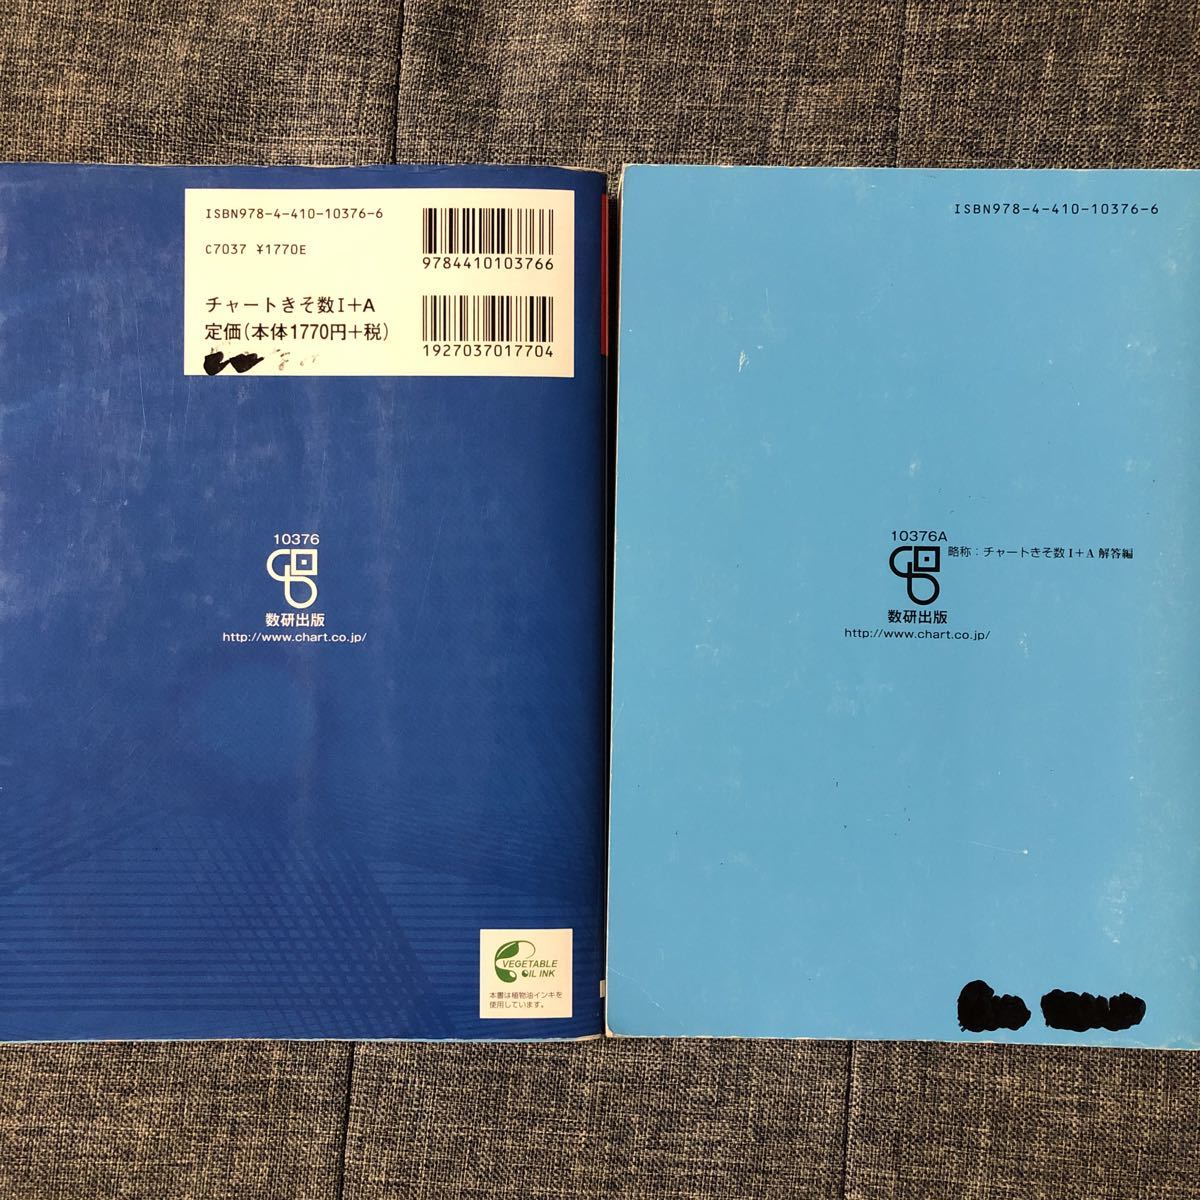 ISBN978-4-410-10376-6
C7037 ¥1770E
9784410103766
チャートきそ数I+A
定価(本体1770円+税)
1927037017704
10376
数研出版
http://www.chart.co.jp/
VEGETABLE
OIL INK
本書は植物油インキを
使用しています。
ISBN978-4-410-10376-6
10376A
略称：チャートきそ数I+A 解答編
数研出版
http://www.chart.co.jp/